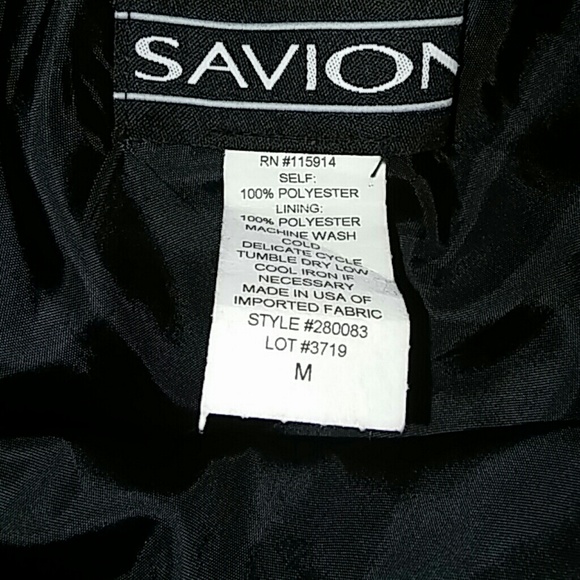 SAVION
RN #115914
SELF:
100% POLYESTER
LINING:
100% POLYESTER
MACHINE WASH
COLD
DELICATE CYCLE
TUMBLE DRY LOW
COOL IRON IF
NECESSARY
MADE IN USA OF
IMPORTED FABRIC
STYLE #280083
LOT #3719
M